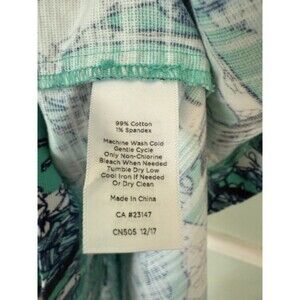 99% Cotton
1% Spandex
Machine Wash Cold
Gentle Cycle
Only Non-Chlorine
Bleach When Needed
Tumble Dry Low
Cool Iron If Needed
Or Dry Clean
Made In China
CA #23147
CN505 12/17